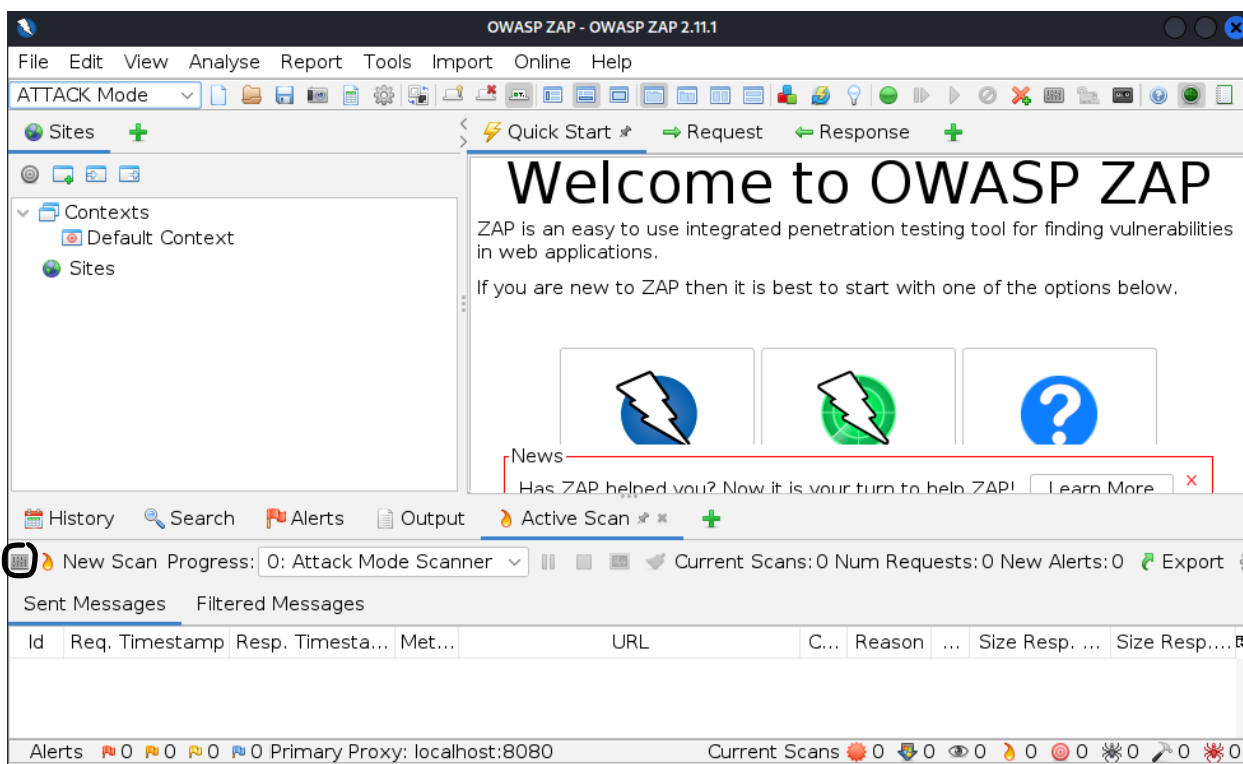 OWASP ZAP - OWASP ZAP 2.11.1
File Edit View Analyse Report Tools Import Online Help
ATTACK Mode
Sites
Quick Start Request Response
Welcome to OWASP ZAP
ZAP is an easy to use integrated penetration testing tool for finding vulnerabilities
in web applications.
If you are new to ZAP then it is best to start with one of the options below.
Contexts
Default Context
Sites
News
Has ZAP helped you? Now it is your turn to help ZAP! Learn More X
History Search Alerts Output Active Scan
New Scan Progress: 0: Attack Mode Scanner Current Scans: 0 Num Requests: 0 New Alerts: 0 Export
Sent Messages Filtered Messages
Id Req. Timestamp Resp. Timesta... Met... URL C... Reason ... Size Resp. ... Size Resp....
Alerts 0 0 0 0 Primary Proxy: localhost:8080 Current Scans 0 0 0 0 0 0 0 0